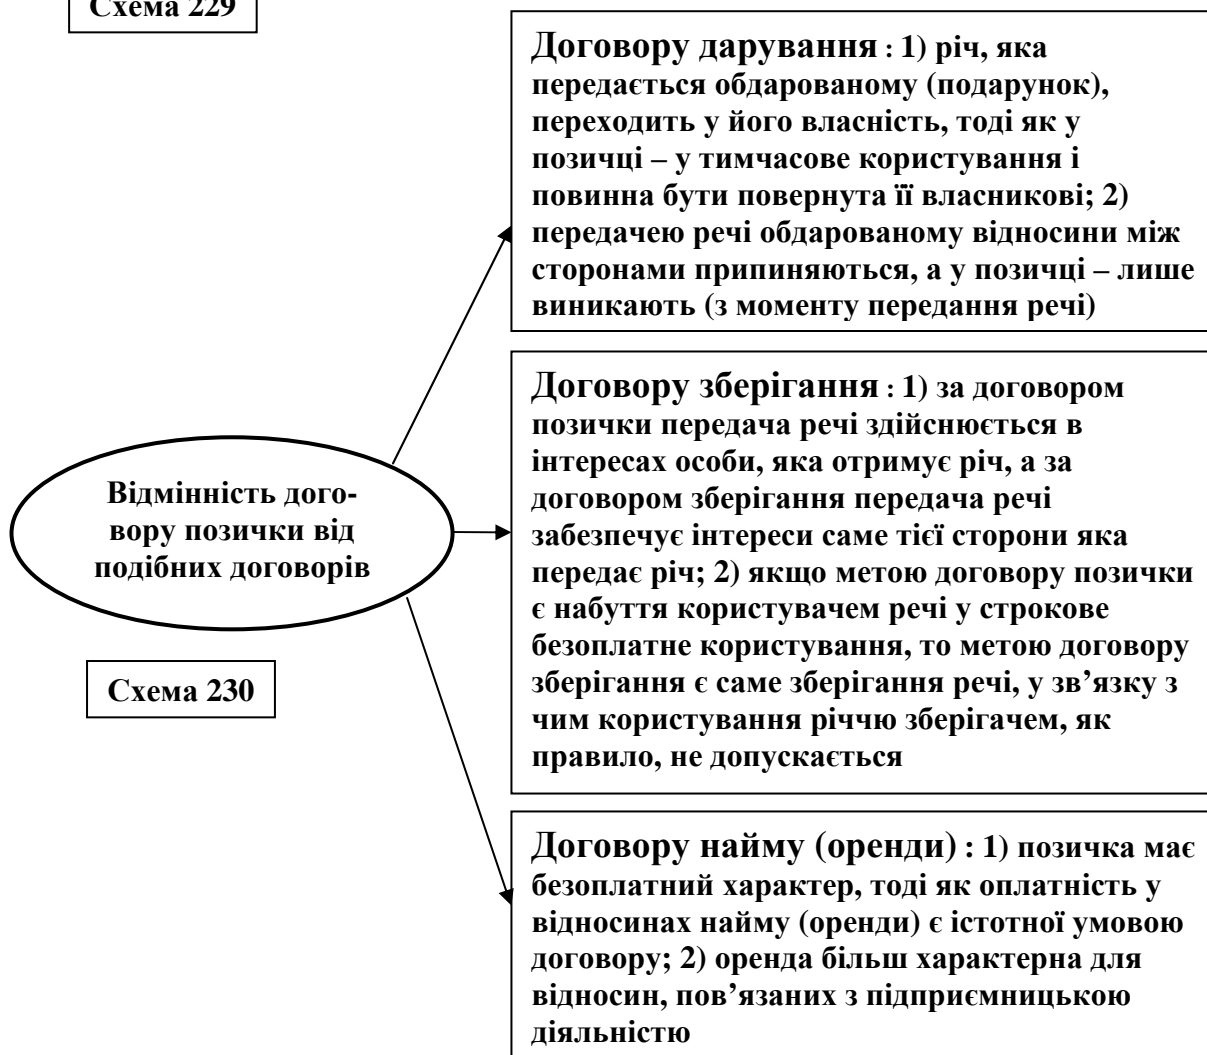 Схема 229
Договору дарування : 1) річ, яка
передається обдарованому (подарунок),
переходить у його власність, тоді як у
позичці – у тимчасове користування і
повинна бути повернута її власникові; 2)
передачею речі обдарованому відносини між
сторонами припиняються, а у позичці – лише
виникають (з моменту передання речі)
Договору зберігання : 1) за договором
позички передача речі здійснюється в
інтересах особи, яка отримує річ, а за
договором зберігання передача речі
забезпечує інтереси саме тієї сторони яка
передає річ; 2) якщо метою договору позички
є набуття користувачем речі у строкове
безоплатне користування, то метою договору
зберігання є саме зберігання речі, у зв’язку з
чим користування річчю зберігачем, як
правило, не допускається
Відмінність дого-
вору позички від
подібних договорів
Схема 230
Договору найму (оренди) : 1) позичка має
безоплатний характер, тоді як оплатність у
відносинах найму (оренди) є істотної умовою
договору; 2) оренда більш характерна для
відносин, пов’язаних з підприємницькою
діяльністю